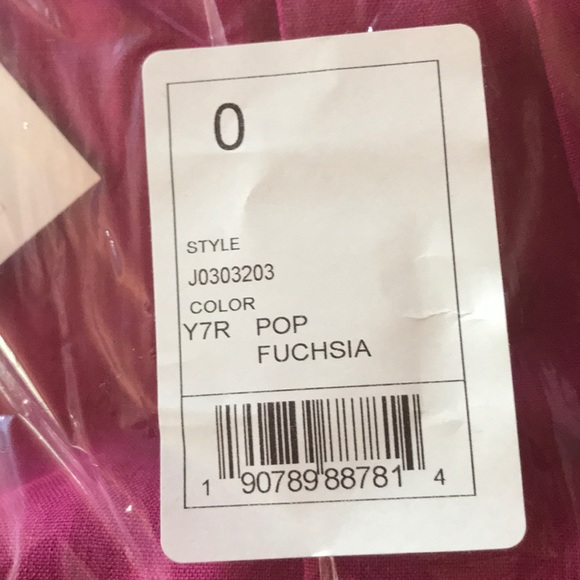 0
STYLE
J0303203
COLOR
Y7R POP
FUCHSIA
1 90789 88781 4